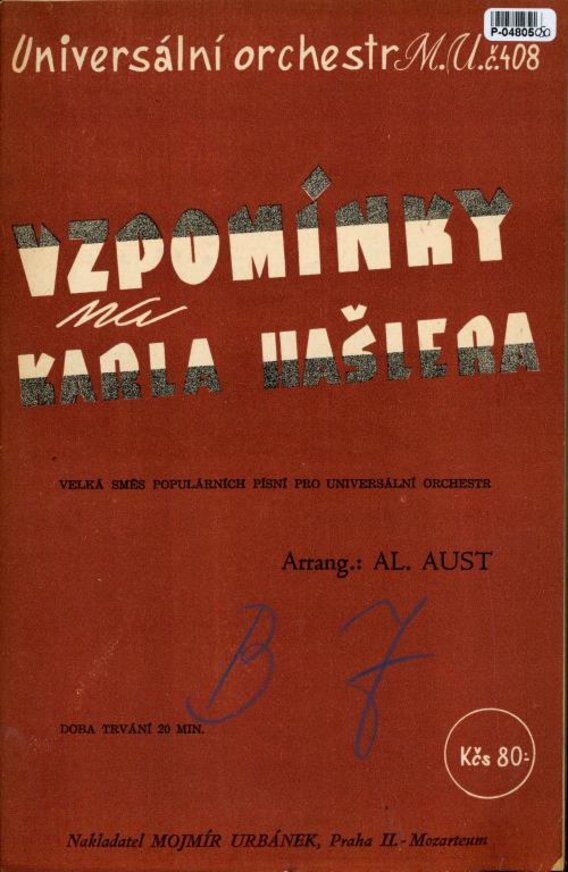 P-04805
Universální orchestr M.U.č.408
VZPOMÍNKY
na
KARLA HAŠLERA
VELKÁ SMĚS POPULÁRNÍCH PÍSNÍ PRO UNIVERSÁLNÍ ORCHESTR
Arrang.: AL. AUST
B 7
DOBA TRVÁNÍ 20 MIN.
Kčs 80:-
Nakladatel MOJMÍR URBÁNEK, Praha II.-Mozarteum